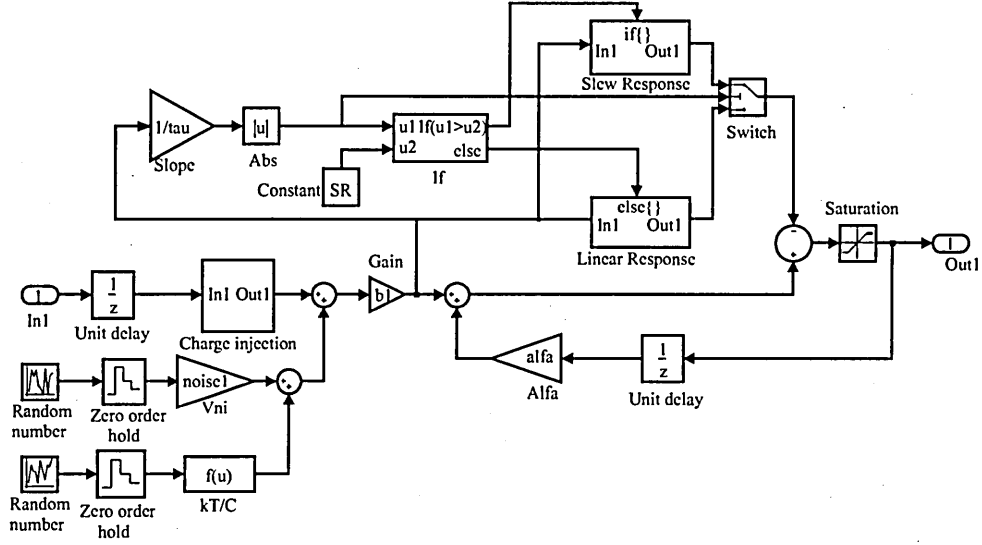 if{}
In1 Out1
Slew Response
Switch
1/tau
Slope
|u|
Abs
u1 If(u1>u2)
u2 else
If
Constant SR
else{}
In1 Out1
Linear Response
Saturation
1
Out1
Gain
b1
1
In1
1
z
Unit delay
In1 Out1
Charge injection
alfa
Alfa
1
z
Unit delay
Random
number
Zero order
hold
noise1
Vni
Random
number
Zero order
hold
f(u)
kT/C